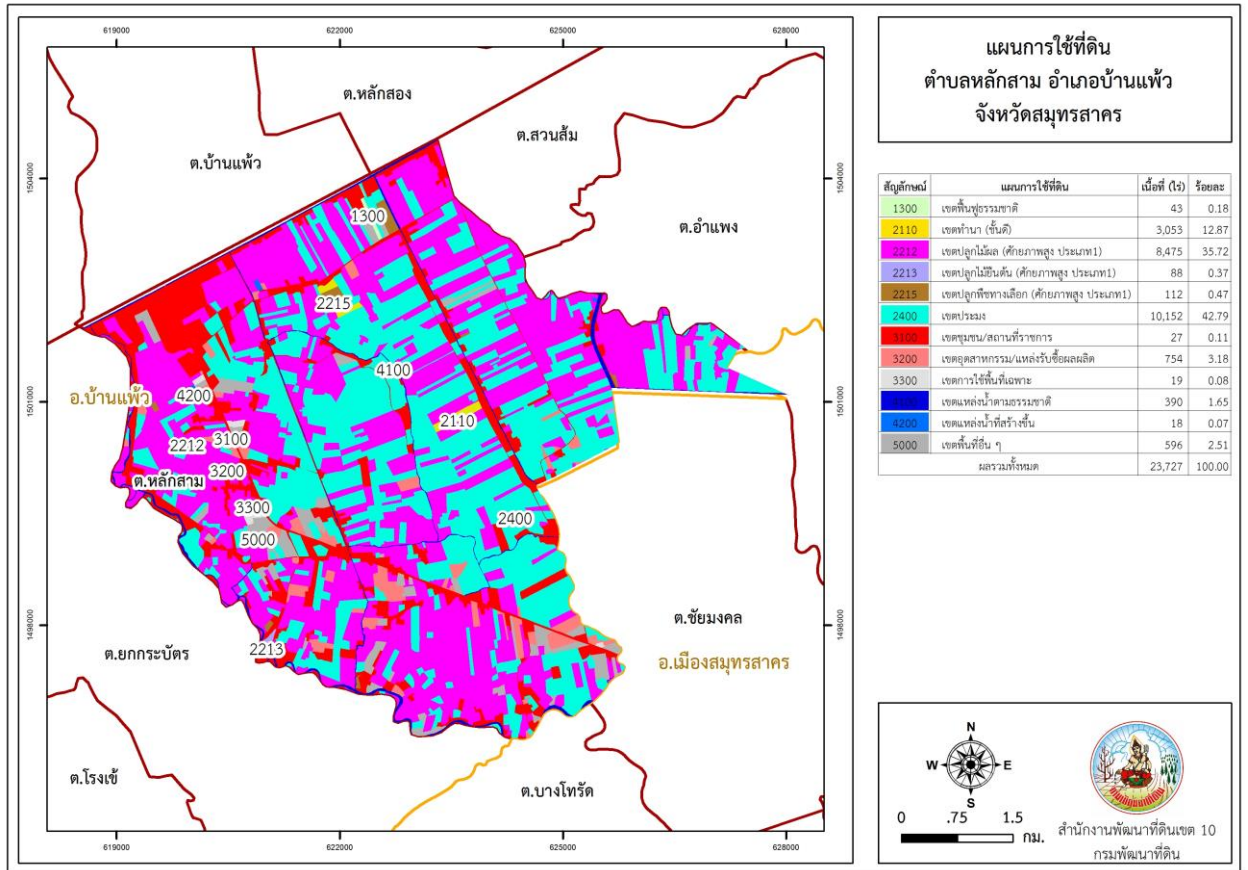 แผนการใช้ที่ดิน
ตำบลหลักสาม อำเภอบ้านแพ้ว
จังหวัดสมุทรสาคร
สัญลักษณ์ แผนการใช้ที่ดิน เนื้อที่ (ไร่) ร้อยละ
1300 เขตฟื้นฟูธรรมชาติ 43 0.18
2110 เขตทำนา (ชั้นดี) 3,053 12.87
2212 เขตปลูกไม้ผล (ศักยภาพสูง ประเภท1) 8,475 35.72
2213 เขตปลูกไม้ยืนต้น (ศักยภาพสูง ประเภท1) 88 0.37
2215 เขตปลูกพืชทางเลือก (ศักยภาพสูง ประเภท1) 112 0.47
2400 เขตประมง 10,152 42.79
3100 เขตชุมชน/สถานที่ราชการ 27 0.11
3200 เขตอุตสาหกรรม/แหล่งรับซื้อผลผลิต 754 3.18
3300 เขตการใช้พื้นที่เฉพาะ 19 0.08
4100 เขตแหล่งน้ำตามธรรมชาติ 390 1.65
4200 เขตแหล่งน้ำที่สร้างขึ้น 18 0.07
5000 เขตพื้นที่อื่น ๆ 596 2.51
ผลรวมทั้งหมด 23,727 100.00
619000 622000 625000 628000
1504000 1504000
1501000 1501000
1498000 1498000
619000 622000 625000 628000
ต.หลักสอง
ต.สวนส้ม
ต.บ้านแพ้ว
ต.อำแพง
1300
2215
4100
อ.บ้านแพ้ว
4200
2110
3100
2212
3200
ต.หลักสาม
3300
2400
5000
ต.ชัยมงคล
2213
ต.ยกกระบัตร
อ.เมืองสมุทรสาคร
ต.โรงเข้
ต.บางโทรัด
N
W E
S
0 .75 1.5
กม.
กรมพัฒนาที่ดิน
สำนักงานพัฒนาที่ดินเขต 10
กรมพัฒนาที่ดิน